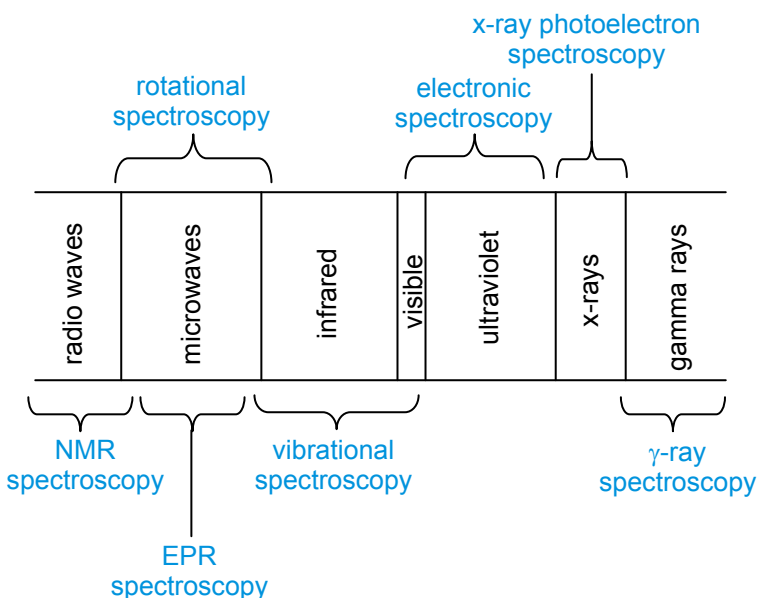 x-ray photoelectron
spectroscopy
rotational
spectroscopy
electronic
spectroscopy
radio waves
microwaves
infrared
visible
ultraviolet
x-rays
gamma rays
NMR
spectroscopy
vibrational
spectroscopy
γ-ray
spectroscopy
EPR
spectroscopy